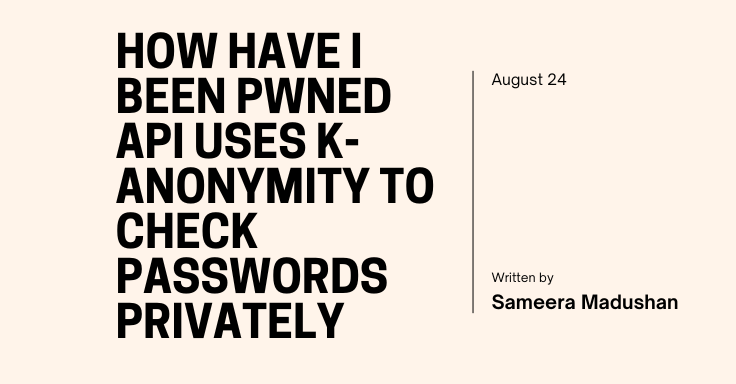 HOW HAVE I
BEEN PWNED
API USES K-
ANONYMITY TO
CHECK
PASSWORDS
PRIVATELY
August 24
Written by
Sameera Madushan